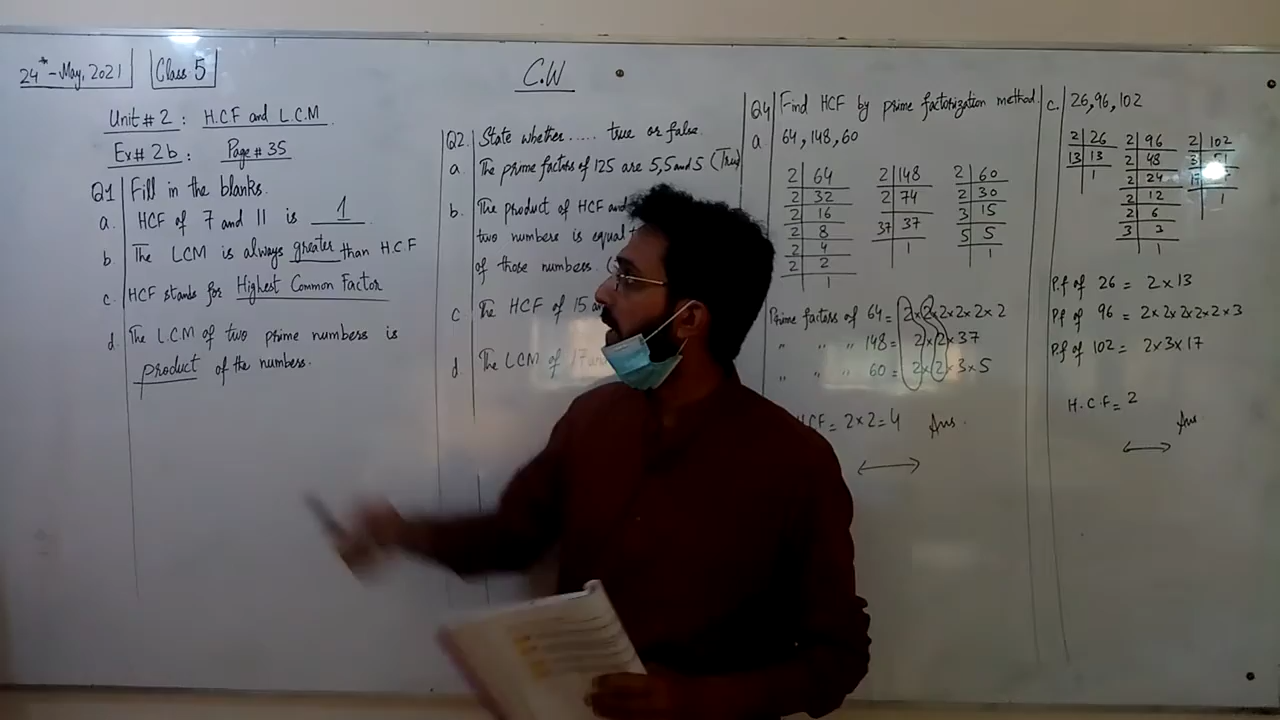 24th-May, 2021
Class 5
C.W
Unit # 2 : H.C.F and L.C.M
Ex# 2b : Page # 35
Q1 Fill in the blanks.
a. HCF of 7 and 11 is 1
b. The LCM is always greater than H.C.F
c. HCF stands for Highest Common Factor
d. The L.C.M of two prime numbers is
product of the numbers.
Q2. State whether ..... true or false.
a. The prime factors of 125 are 5,5 and 5 (True)
b. The product of HCF and
two numbers is equal
of those numbers.
c The HCF of 15
d. The LCM of 17 and
Q4 Find HCF by prime factorization method.
a 64, 148, 60
2 64
2 32
2 16
2 8
2 4
2 2
1
2 148
2 74
37 37
1
2 60
2 30
3 15
5 5
1
Prime factors of 64 = 2×2×2×2×2×2
" " " 148 = 2×2×37
" " " 60 = 2×2×3×5
HCF = 2×2=4 Ans.
c. 26, 96, 102
2 26
13 13
1
2 96
2 48
2 24
2 12
2 6
3 3
1
2 102
3 51
1
P.f of 26 = 2×13
P.f of 96 = 2×2×2×2×2×3
P.f of 102 = 2×3×17
H.C.F = 2
Ans.